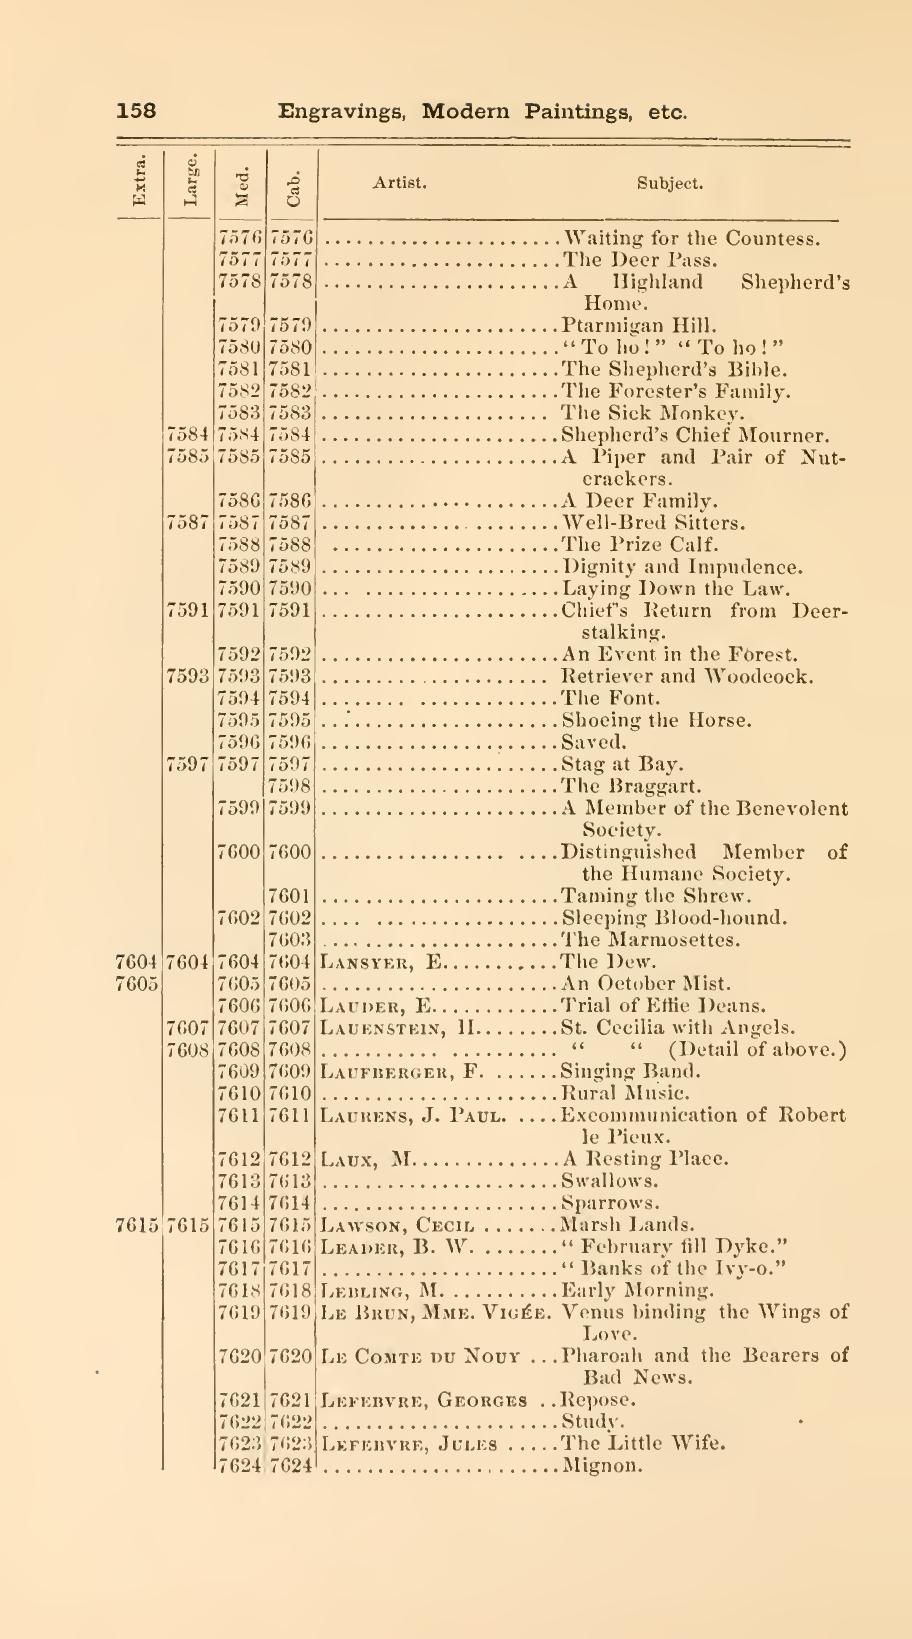 158 Engravings, Modern Paintings, etc.
Extra. Large. Med. Cab. Artist. Subject.
7576 7576 ...................... Waiting for the Countess.
7577 7577 ...................... The Deer Pass.
7578 7578 ...................... A Highland Shepherd's
Home.
7579 7579 ...................... Ptarmigan Hill.
7580 7580 ...................... “To ho!” “To ho!”
7581 7581 ...................... The Shepherd's Bible.
7582 7582 ...................... The Forester's Family.
7583 7583 ..................... The Sick Monkey.
7584 7584 7584 ...................... Shepherd's Chief Mourner.
7585 7585 7585 ...................... A Piper and Pair of Nut-
crackers.
7586 7586 ...................... A Deer Family.
7587 7587 7587 ...................... Well-Bred Sitters.
7588 7588 ..................... The Prize Calf.
7589 7589 ...................... Dignity and Impudence.
7590 7590 ... .................. Laying Down the Law.
7591 7591 7591 ...................... Chief's Return from Deer-
stalking.
7592 7592 ...................... An Event in the Forest.
7593 7593 7593 ..................... Retriever and Woodcock.
7594 7594 ........ ............. The Font.
7595 7595 ...................... Shoeing the Horse.
7596 7596 ...................... Saved.
7597 7597 7597 ...................... Stag at Bay.
7598 ...................... The Braggart.
7599 7599 ...................... A Member of the Benevolent
Society.
7600 7600 ................. .... Distinguished Member of
the Humane Society.
7601 ...................... Taming the Shrew.
7602 7602 .... ................. Sleeping Blood-hound.
7603 ...................... The Marmosettes.
7604 7604 7604 7604 LANSYER, E........... The Dew.
7605 7605 7605 ...................... An October Mist.
7606 7606 LAUDER, E............ Trial of Effie Deans.
7607 7607 7607 LAUENSTEIN, H........ St. Cecilia with Angels.
7608 7608 7608 ........... .......... “ “ (Detail of above.)
7609 7609 LAUFBERGER, F. ...... Singing Band.
7610 7610 ...................... Rural Music.
7611 7611 LAURENS, J. PAUL. .... Excommunication of Robert
le Pieux.
7612 7612 LAUX, M.............. A Resting Place.
7613 7613 ...................... Swallows.
7614 7614 ...................... Sparrows.
7615 7615 7615 7615 LAWSON, CECIL ....... Marsh Lands.
7616 7616 LEADER, B. W. ........ “ February fill Dyke.”
7617 7617 ...................... “ Banks of the Ivy-o.”
7618 7618 LEBLING, M. ........... Early Morning.
7619 7619 LE BRUN, MME. VIGÉE. Venus binding the Wings of
Love.
7620 7620 LE COMTE DU NOUY ... Pharoah and the Bearers of
Bad News.
7621 7621 LEFEBVRE, GEORGES .. Repose.
7622 7622 ...................... Study.
7623 7623 LEFEBVRE, JULES ..... The Little Wife.
7624 7624 ...................... Mignon.